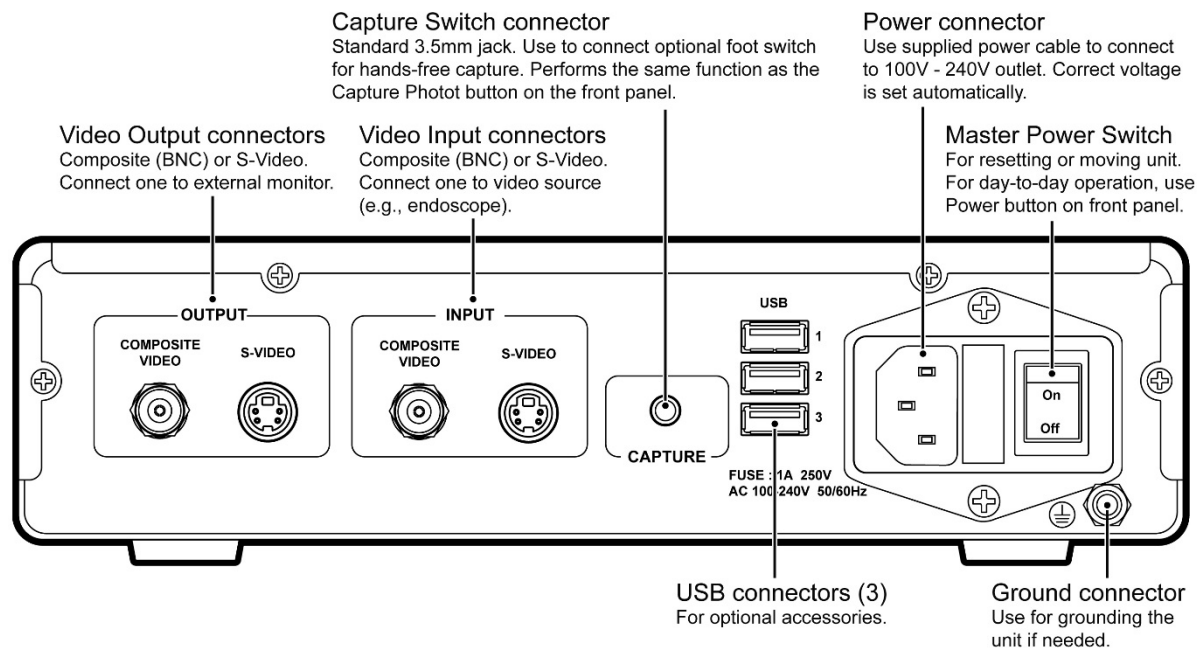 Capture Switch connector
Standard 3.5mm jack. Use to connect optional foot switch
for hands-free capture. Performs the same function as the
Capture Photot button on the front panel.
Power connector
Use supplied power cable to connect
to 100V - 240V outlet. Correct voltage
is set automatically.
Video Output connectors
Composite (BNC) or S-Video.
Connect one to external monitor.
Video Input connectors
Composite (BNC) or S-Video.
Connect one to video source
(e.g., endoscope).
Master Power Switch
For resetting or moving unit.
For day-to-day operation, use
Power button on front panel.
OUTPUT
COMPOSITE
VIDEO
S-VIDEO
INPUT
COMPOSITE
VIDEO
S-VIDEO
CAPTURE
USB
1
2
3
FUSE : 1A 250V
AC 100-240V 50/60Hz
On
Off
USB connectors (3)
For optional accessories.
Ground connector
Use for grounding the
unit if needed.